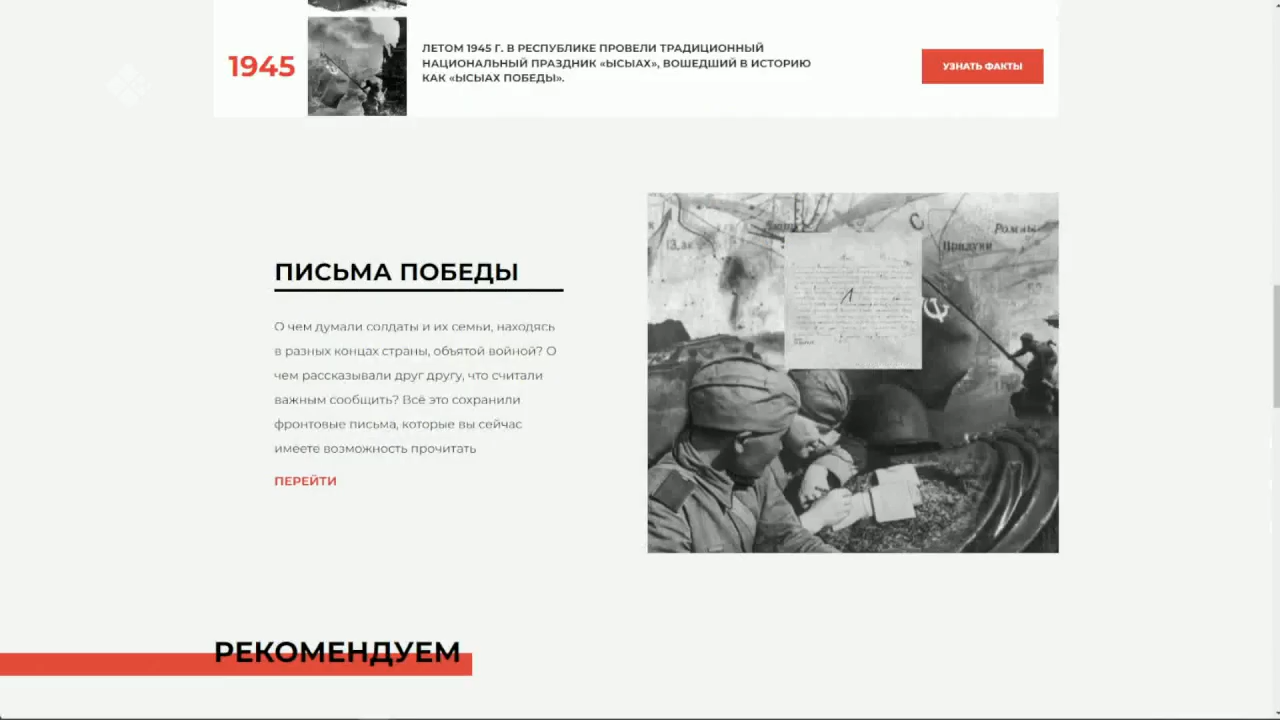 1945
ЛЕТОМ 1945 Г. В РЕСПУБЛИКЕ ПРОВЕЛИ ТРАДИЦИОННЫЙ
НАЦИОНАЛЬНЫЙ ПРАЗДНИК «ЫСЫАХ», ВОШЕДШИЙ В ИСТОРИЮ
КАК «ЫСЫАХ ПОБЕДЫ».
УЗНАТЬ ФАКТЫ
ПИСЬМА ПОБЕДЫ
О чем думали солдаты и их семьи, находясь
в разных концах страны, объятой войной? О
чем рассказывали друг другу, что считали
важным сообщить? Всё это сохранили
фронтовые письма, которые вы сейчас
имеете возможность прочитать
ПЕРЕЙТИ
Прилуки
РЕКОМЕНДУЕМ